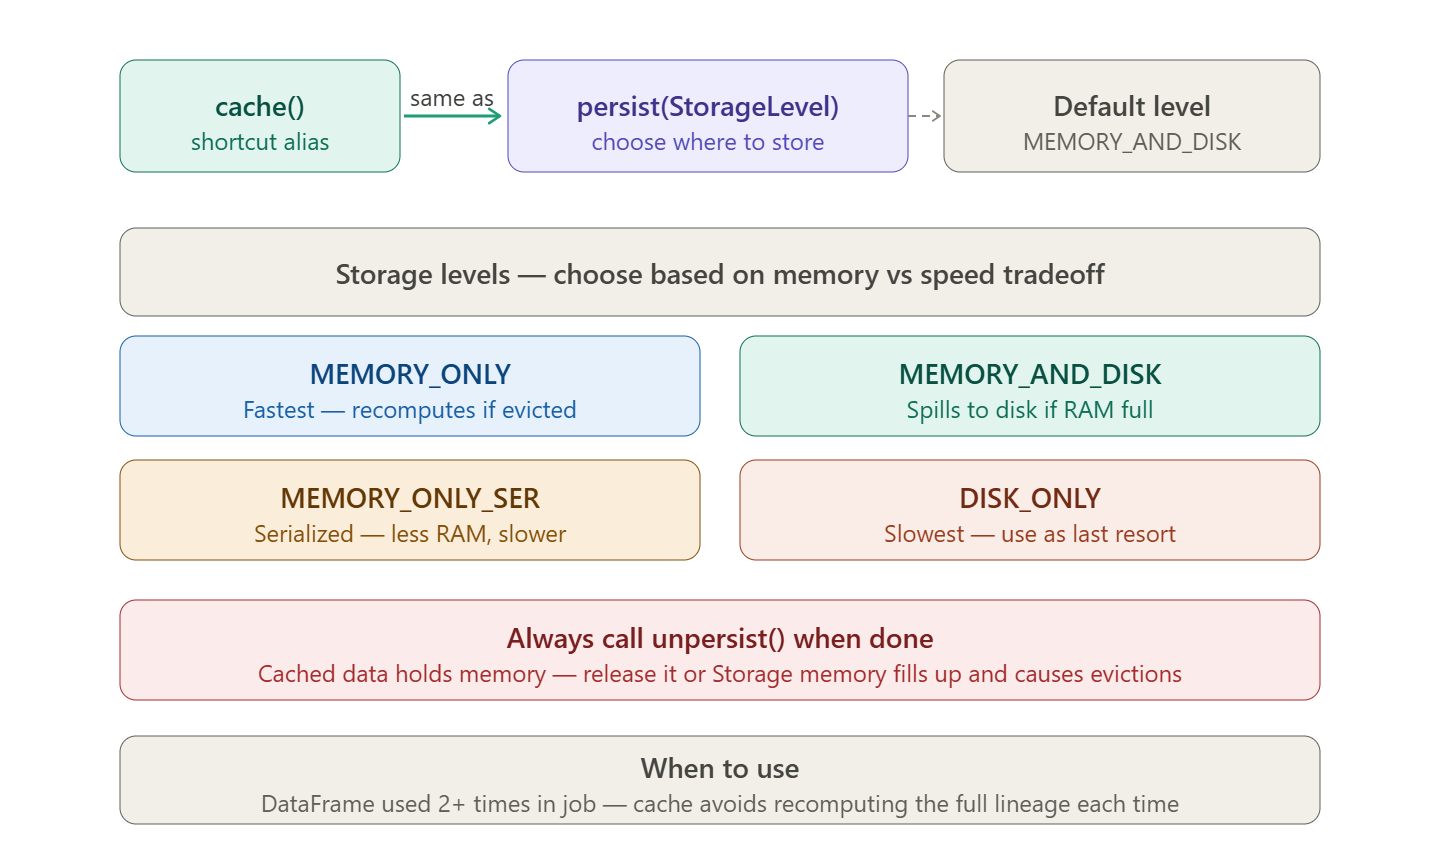 cache()
shortcut alias
same as
persist(StorageLevel)
choose where to store
Default level
MEMORY_AND_DISK
Storage levels — choose based on memory vs speed tradeoff
MEMORY_ONLY
Fastest — recomputes if evicted
MEMORY_AND_DISK
Spills to disk if RAM full
MEMORY_ONLY_SER
Serialized — less RAM, slower
DISK_ONLY
Slowest — use as last resort
Always call unpersist() when done
Cached data holds memory — release it or Storage memory fills up and causes evictions
When to use
DataFrame used 2+ times in job — cache avoids recomputing the full lineage each time